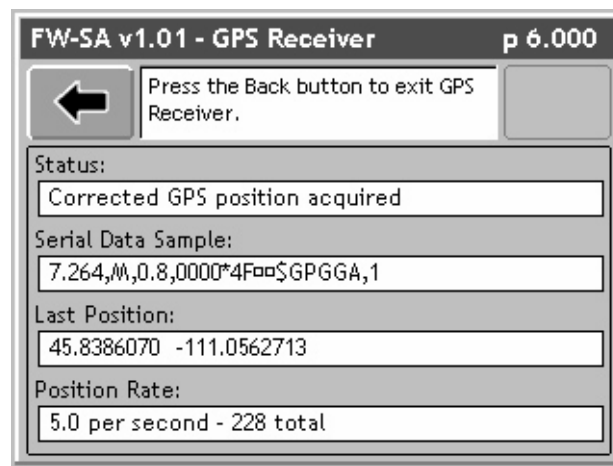 FW-SA v1.01 - GPS Receiver p 6.000
Press the Back button to exit GPS
Receiver.
Status:
Corrected GPS position acquired
Serial Data Sample:
7.264,M,0.8,0000*4F¤¤$GPGGA,1
Last Position:
45.8386070 -111.0562713
Position Rate:
5.0 per second - 228 total